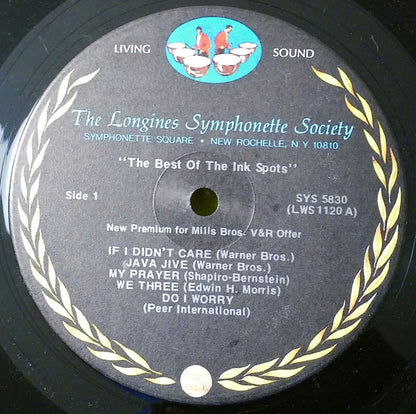 LIVING SOUND
The Longines Symphonette Society
SYMPHONETTE SQUARE • NEW ROCHELLE, N.Y. 10810
"The Best Of The Ink Spots"
Side 1
SYS 5830
(LWS 1120 A)
New Premium for Mills Bros. V&R Offer
IF I DIDN'T CARE (Warner Bros.)
JAVA JIVE (Warner Bros.)
MY PRAYER (Shapiro-Bernstein)
WE THREE (Edwin H. Morris)
DO I WORRY
(Peer International)